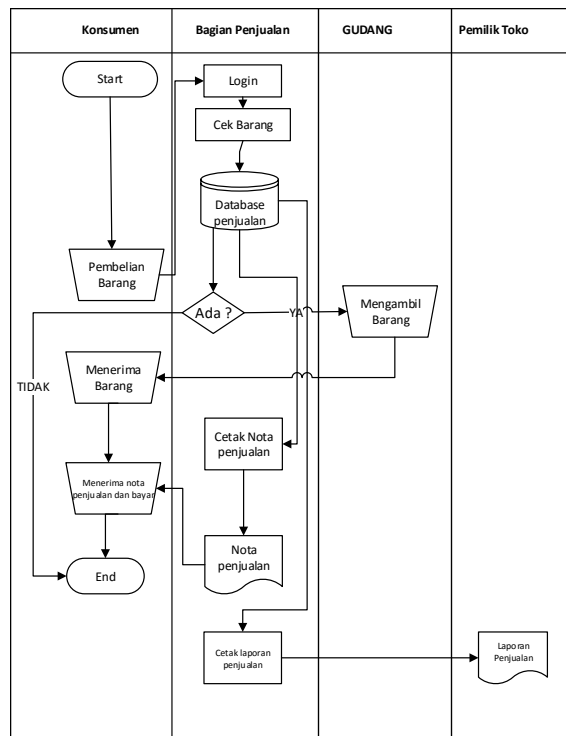 Konsumen
Bagian Penjualan
GUDANG
Pemilik Toko
Start
Login
Cek Barang
Database
penjualan
Pembelian
Barang
Ada ?
YA
Mengambil
Barang
TIDAK
Menerima
Barang
Cetak Nota
penjualan
Menerima nota
penjualan dan bayar
Nota
penjualan
End
Cetak laporan
penjualan
Laporan
Penjualan